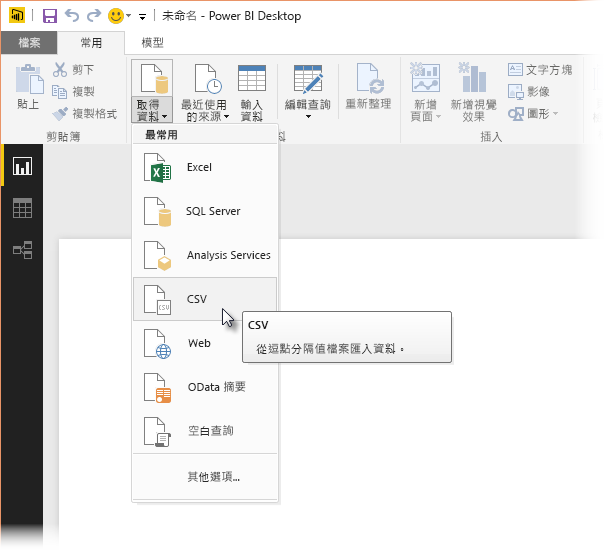 未命名 - Power BI Desktop
檔案
常用
模型
貼上
剪下
複製
複製格式
剪貼簿
取得
資料
最近使用
的來源
輸入
資料
編輯查詢
重新整理
料
新增
頁面
新增視覺
效果
文字方塊
影像
圖形
插入
最常用
Excel
SQL Server
Analysis Services
CSV
CSV
CSV
從逗點分隔值檔案匯入資料。
Web
OData 摘要
空白查詢
其他選項...